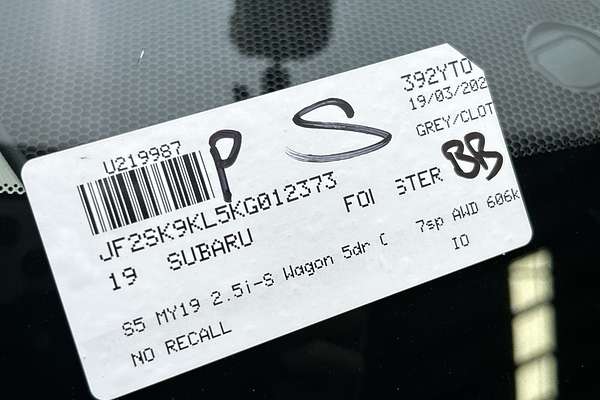 392YTO
19/03/202
GREY/CLOT
U219987
P S
BB
JF2SK9KL5KG012373
19 SUBARU FOI STER
S5 MY19 2.5i-S Wagon 5dr C 7sp AWD 606k
NO RECALL IO